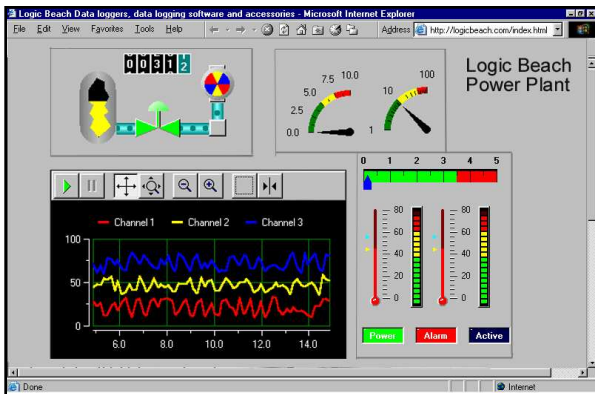 Logic Beach Data loggers, data logging software and accessories - Microsoft Internet Explorer
File Edit View Favorites Tools Help Address http://logicbeach.com/index.html
00312
7.5 10.0
5.0
2.5
0.0
100
10
1
Logic Beach
Power Plant
0 1 2 3 4 5
Channel 1 Channel 2 Channel 3
100
50
0
6.0 8.0 10.0 12.0 14.0
80 80
60 60
40 40
20 20
0 0
Power Alarm Active
Done Internet